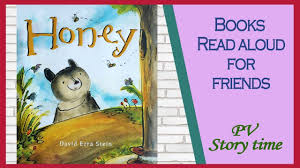 Honey
David Ezra Stein
BOOKS
READ ALOUD
FOR
FRIENDS
PV
Story time